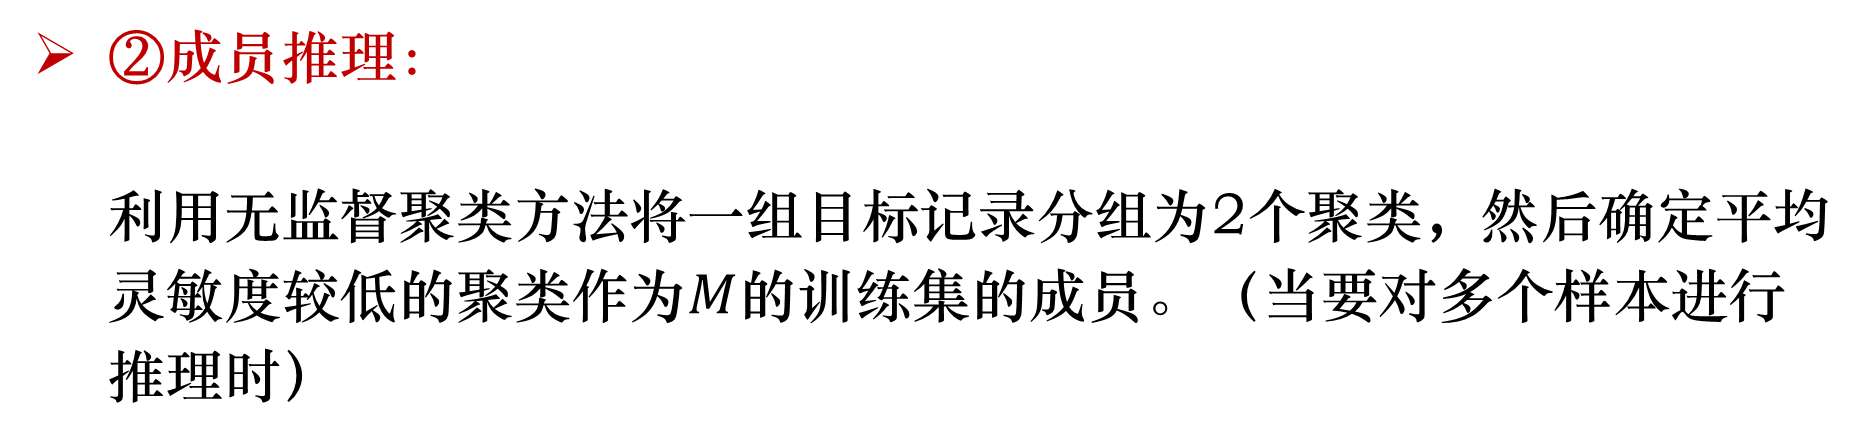 ➢ ②成员推理：
利用无监督聚类方法将一组目标记录分组为2个聚类，然后确定平均
灵敏度较低的聚类作为M的训练集的成员。（当要对多个样本进行
推理时）